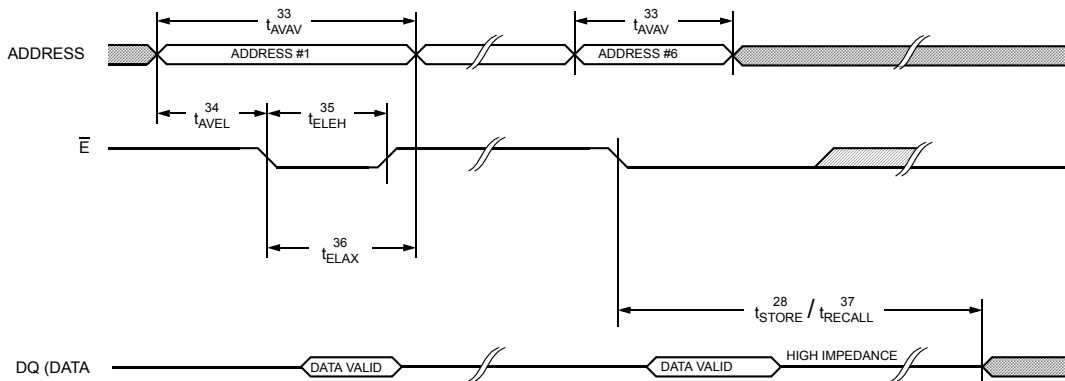 33
tAVAV
33
tAVAV
ADDRESS
ADDRESS #1
ADDRESS #6
34
tAVEL
35
tELEH
E
36
tELAX
28 37
tSTORE / tRECALL
DQ (DATA
DATA VALID
DATA VALID
HIGH IMPEDANCE